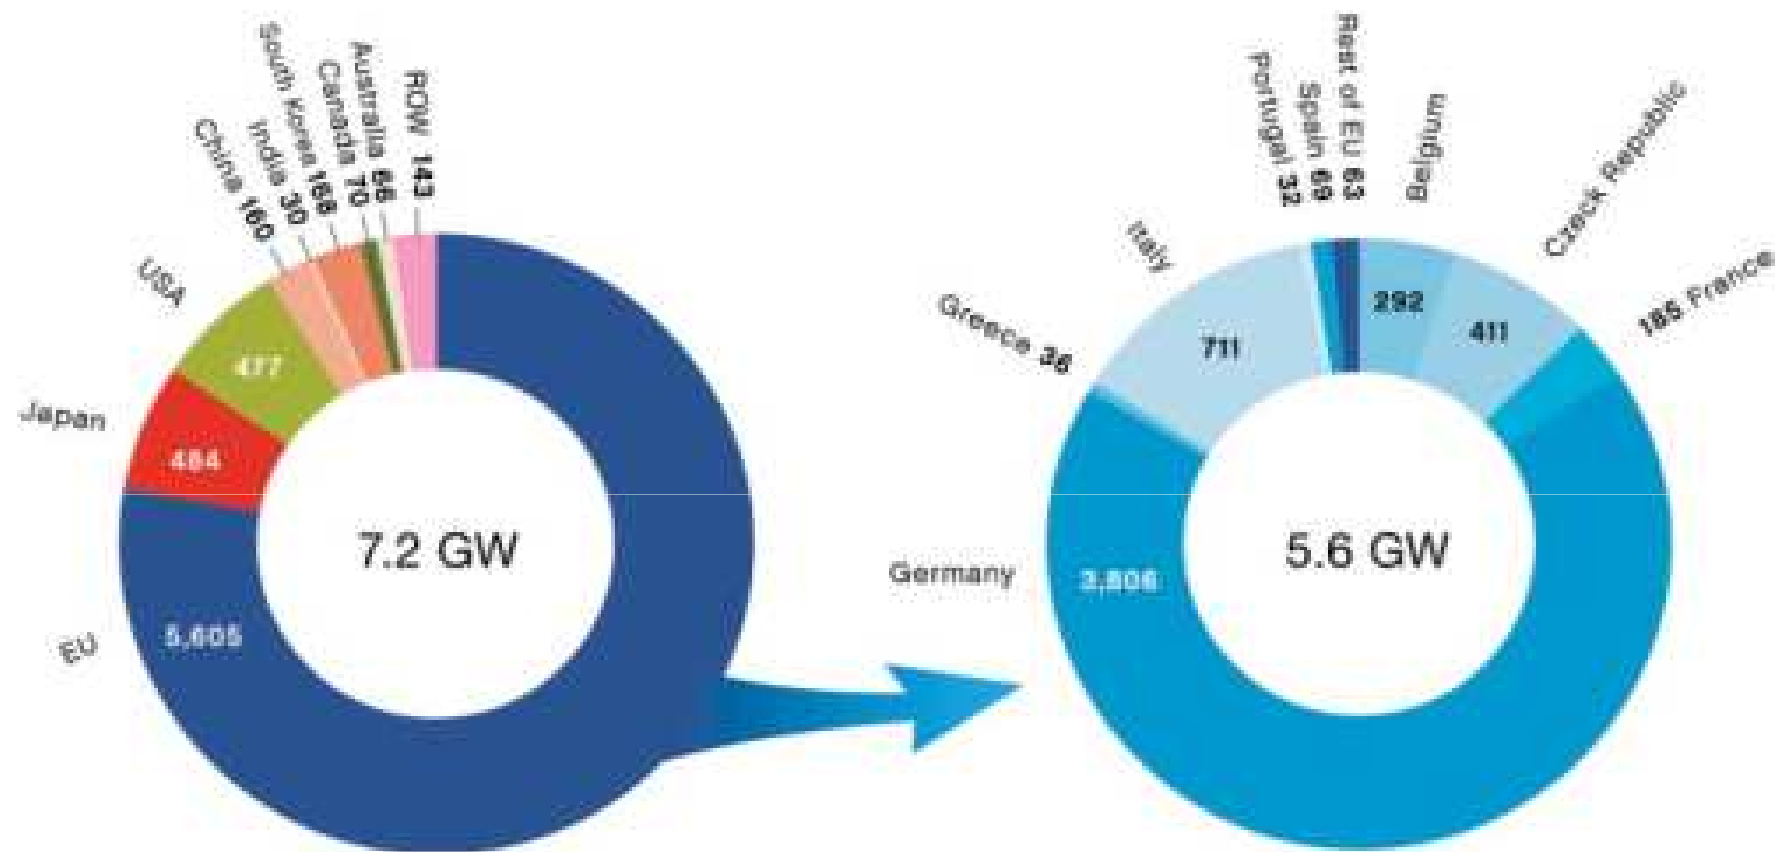 ROW 143
Australia 66
Canada 70
South Korea 168
India 30
China 160
USA
477
Japan
484
EU
5,605
7.2 GW
Rest of EU 63
Spain 69
Portugal 32
Belgium
292
Czeck Republic
411
185 France
Italy
711
Greece 36
Germany
3,806
5.6 GW